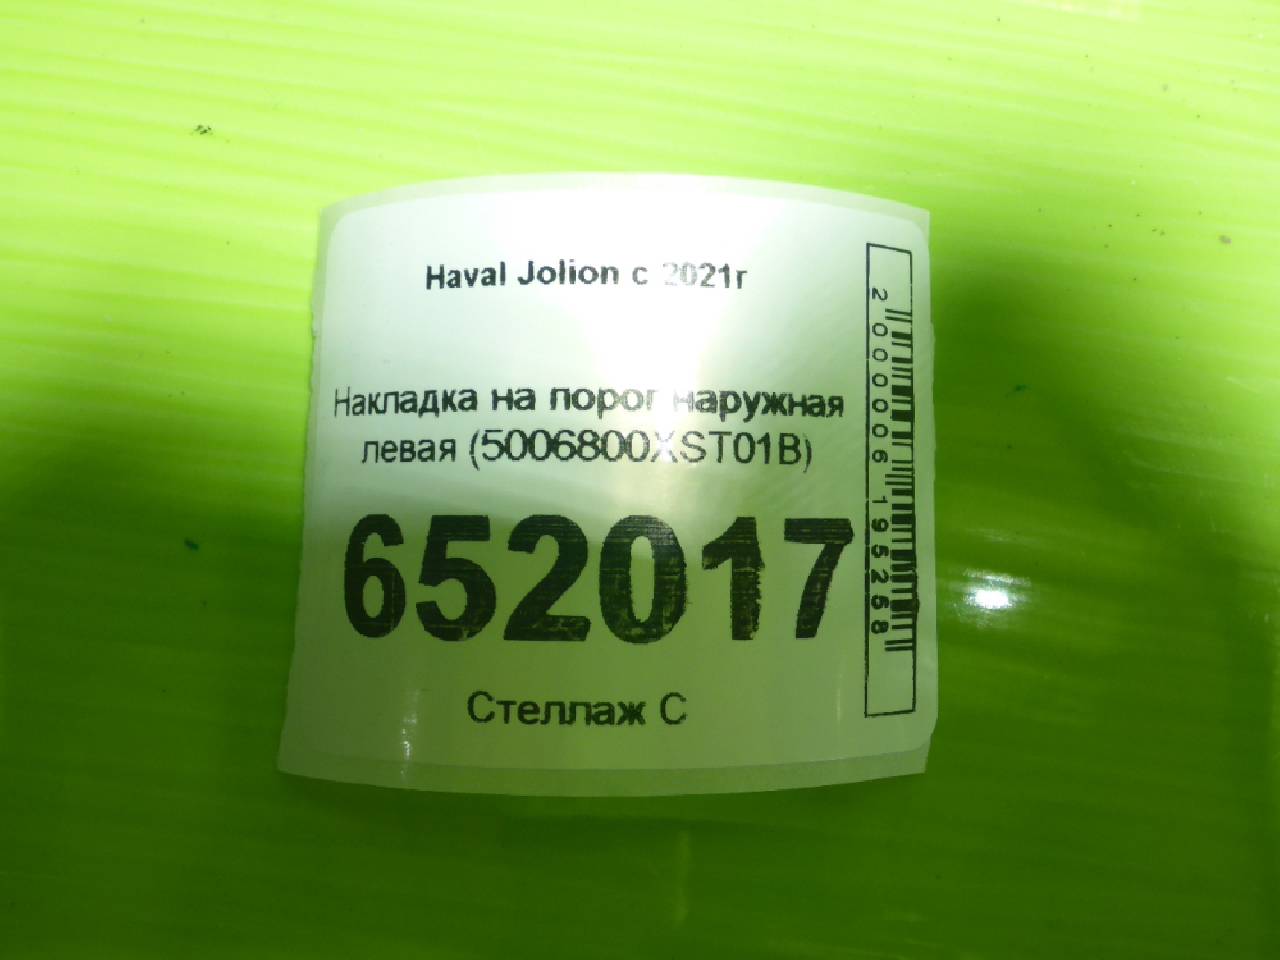 Haval Jolion с 2021г
Накладка на порог наружная
левая (5006800XST01B)
652017
Стеллаж С
2000006195268